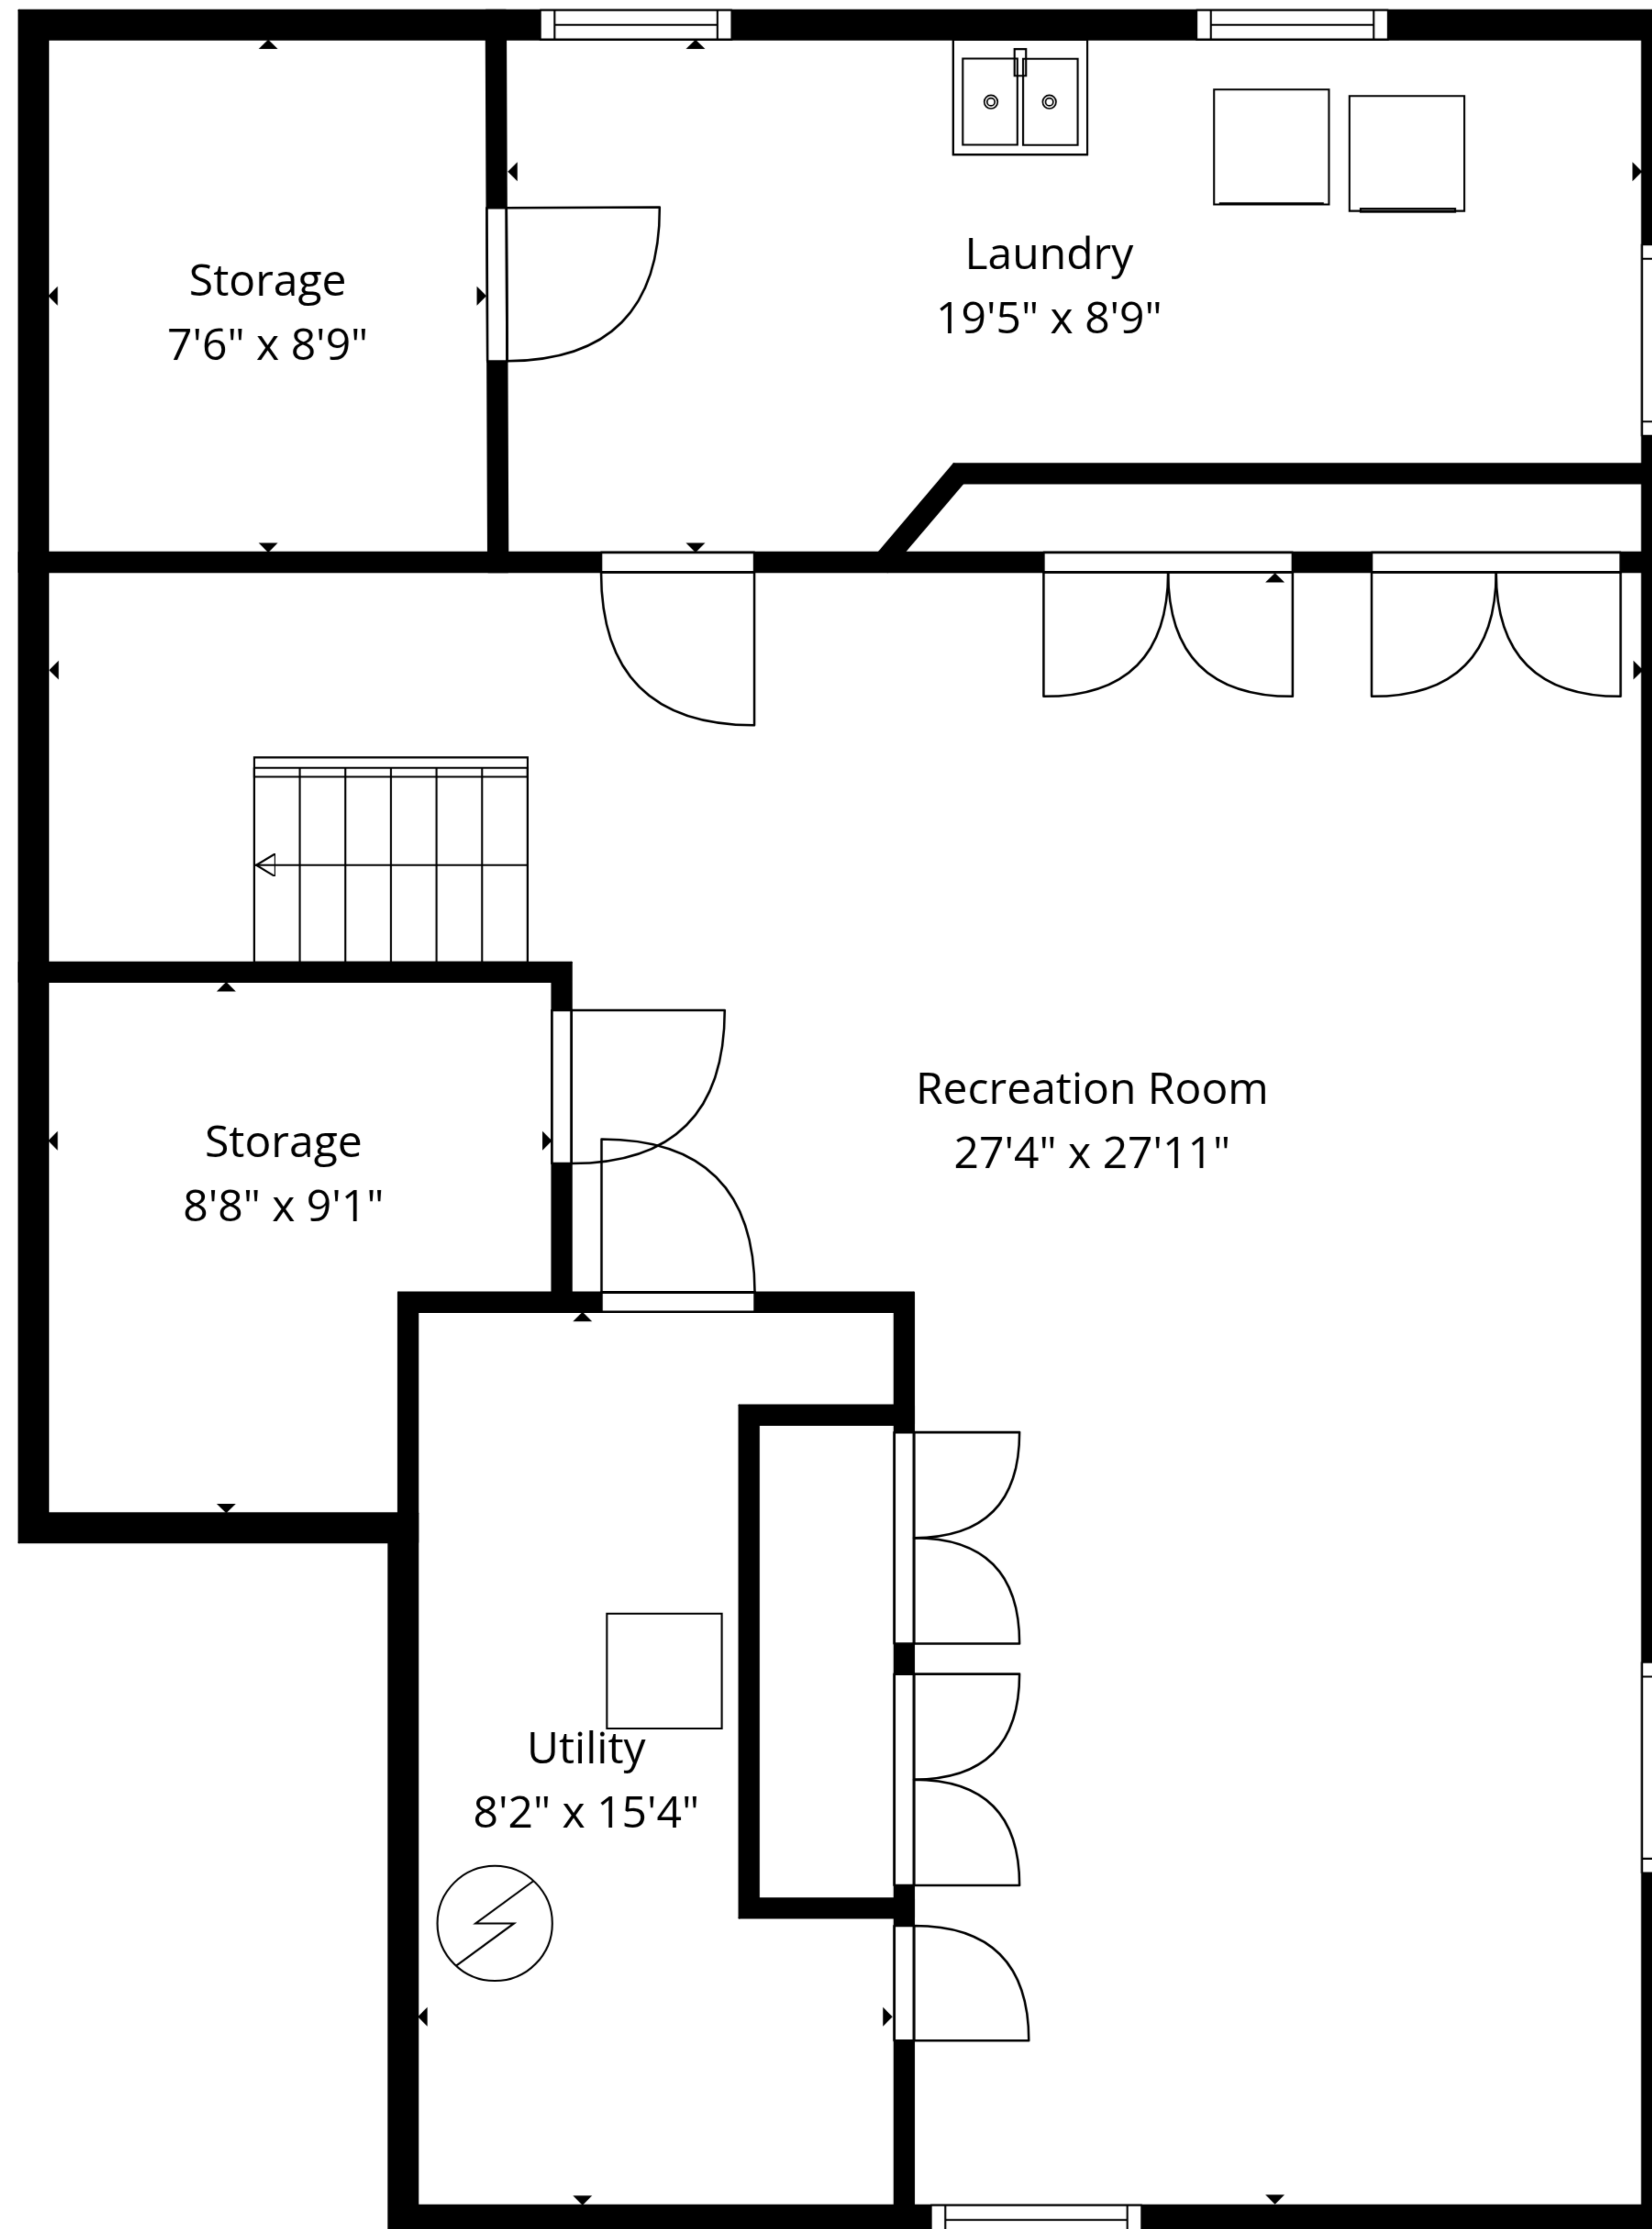 Laundry
19'5" x 8'9"
Storage
7'6" x 8'9"
Recreation Room
27'4" x 27'11"
Storage
8'8" x 9'1"
Utility
8'2" x 15'4"